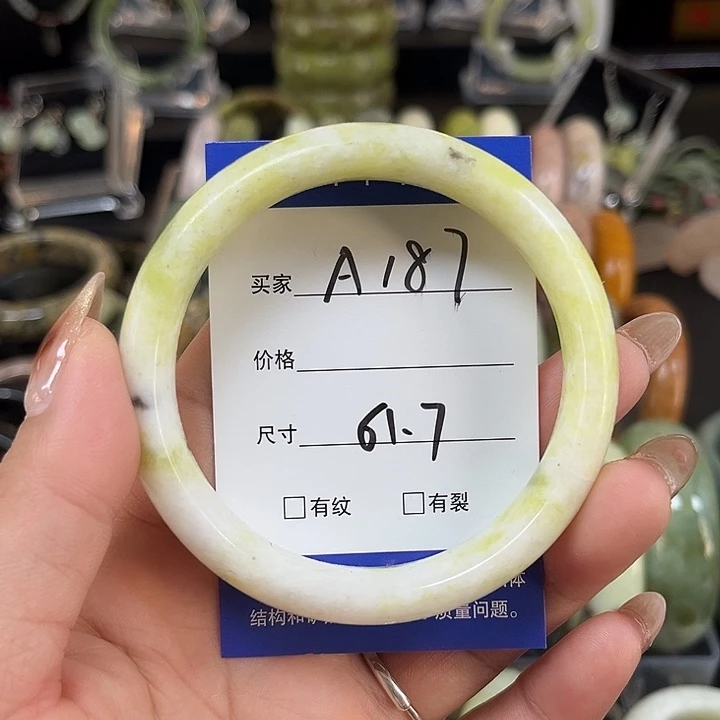 买家 A187
价格
尺寸 61.7
□有纹 □有裂
体
结构和 质量问题。